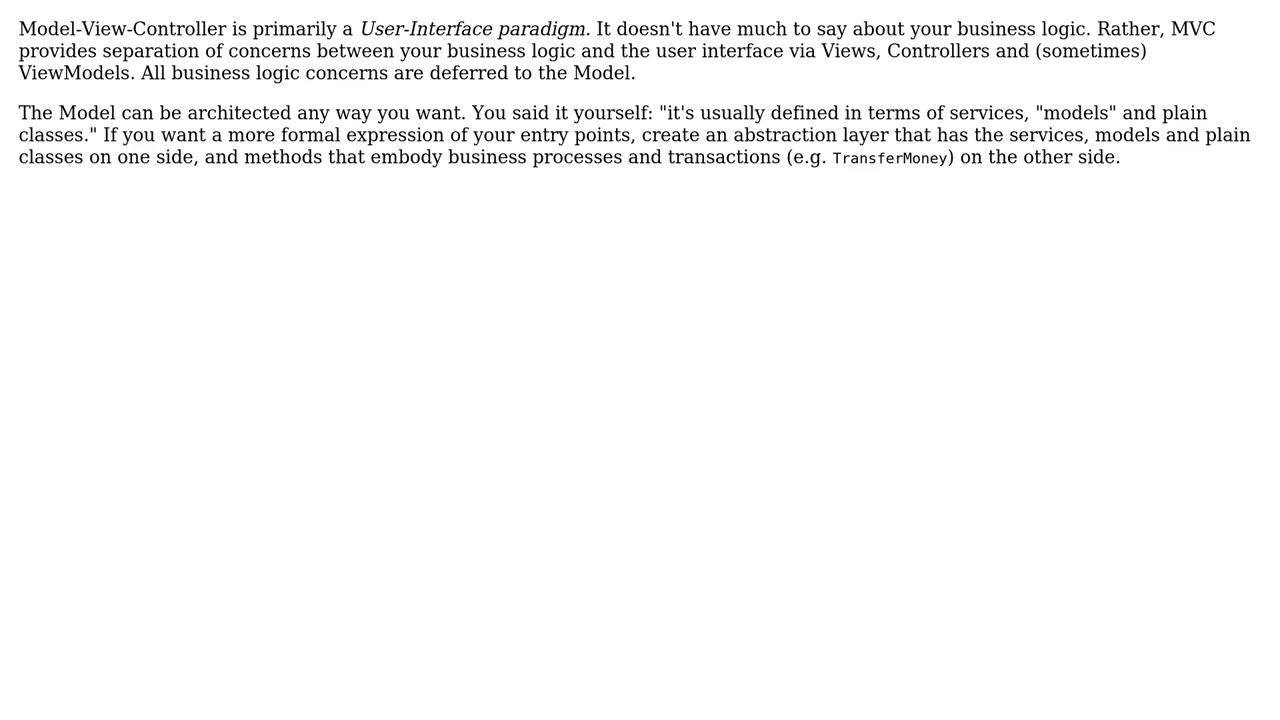 Model-View-Controller is primarily a User-Interface paradigm. It doesn't have much to say about your business logic. Rather, MVC
provides separation of concerns between your business logic and the user interface via Views, Controllers and (sometimes)
ViewModels. All business logic concerns are deferred to the Model.
The Model can be architected any way you want. You said it yourself: "it's usually defined in terms of services, "models" and plain
classes." If you want a more formal expression of your entry points, create an abstraction layer that has the services, models and plain
classes on one side, and methods that embody business processes and transactions (e.g. TransferMoney) on the other side.